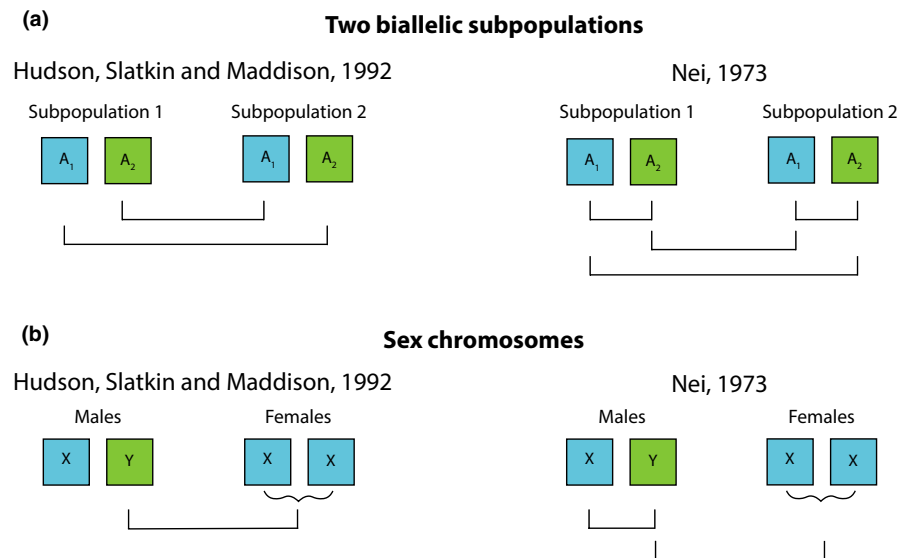 (a)
Two biallelic subpopulations
Hudson, Slatkin and Maddison, 1992
Nei, 1973
Subpopulation 1
Subpopulation 2
Subpopulation 1
Subpopulation 2
A₁ A₂ A₁ A₂ A₁ A₂ A₁ A₂
(b)
Sex chromosomes
Hudson, Slatkin and Maddison, 1992
Nei, 1973
Males
Females
Males
Females
X Y X X X Y X X